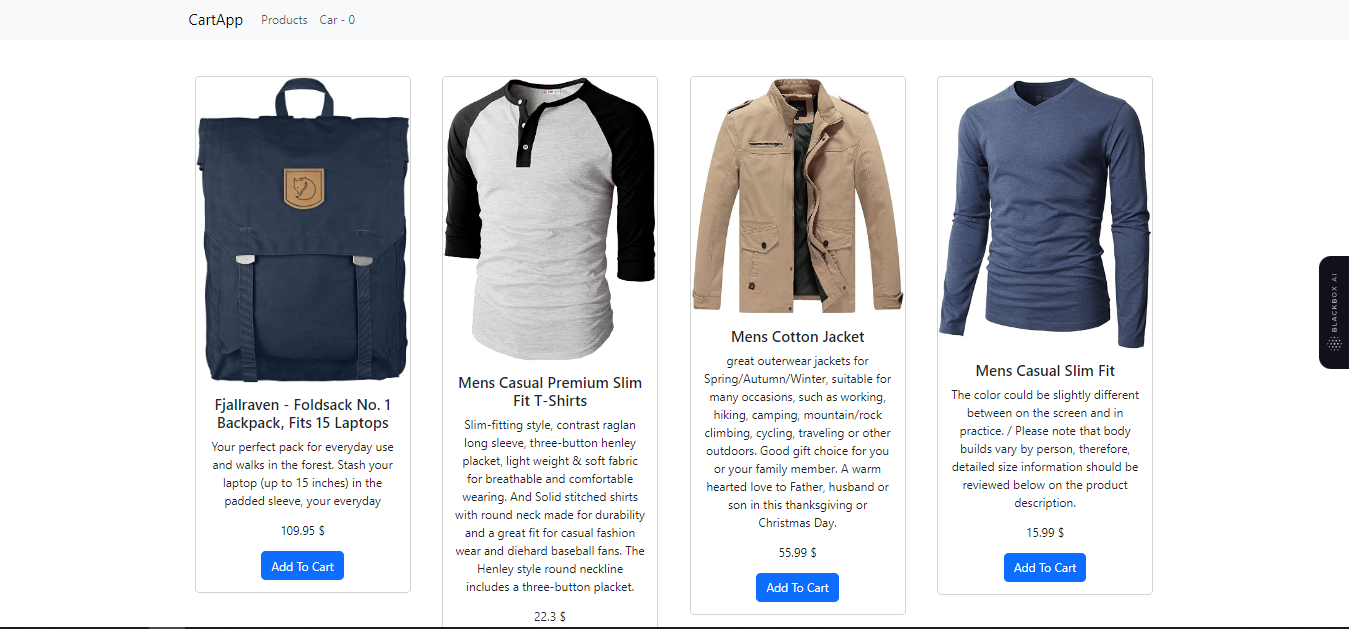 CartApp Products Car - 0
Fjallraven - Foldsack No. 1
Backpack, Fits 15 Laptops
Your perfect pack for everyday use
and walks in the forest. Stash your
laptop (up to 15 inches) in the
padded sleeve, your everyday
109.95 $
Add To Cart
Mens Casual Premium Slim
Fit T-Shirts
Slim-fitting style, contrast raglan
long sleeve, three-button henley
placket, light weight & soft fabric
for breathable and comfortable
wearing. And Solid stitched shirts
with round neck made for durability
and a great fit for casual fashion
wear and diehard baseball fans. The
Henley style round neckline
includes a three-button placket.
22.3 $
Mens Cotton Jacket
great outerwear jackets for
Spring/Autumn/Winter, suitable for
many occasions, such as working,
hiking, camping, mountain/rock
climbing, cycling, traveling or other
outdoors. Good gift choice for you
or your family member. A warm
hearted love to Father, husband or
son in this thanksgiving or
Christmas Day.
55.99 $
Add To Cart
Mens Casual Slim Fit
The color could be slightly different
between on the screen and in
practice. / Please note that body
builds vary by person, therefore,
detailed size information should be
reviewed below on the product
description.
15.99 $
Add To Cart
BLACKBOX AI